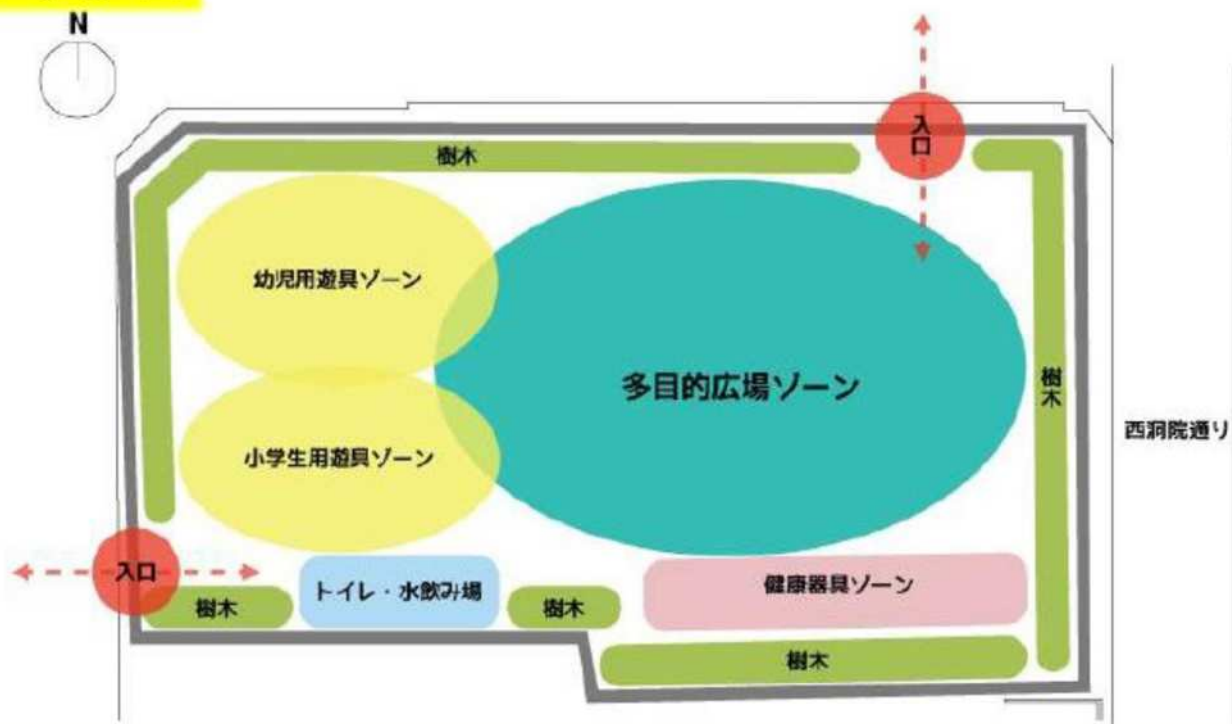 N
入口
樹木
幼児用遊具ゾーン
多目的広場ゾーン
樹木
西洞院通り
小学生用遊具ゾーン
入口
樹木
トイレ・水飲み場
樹木
健康器具ゾーン
樹木